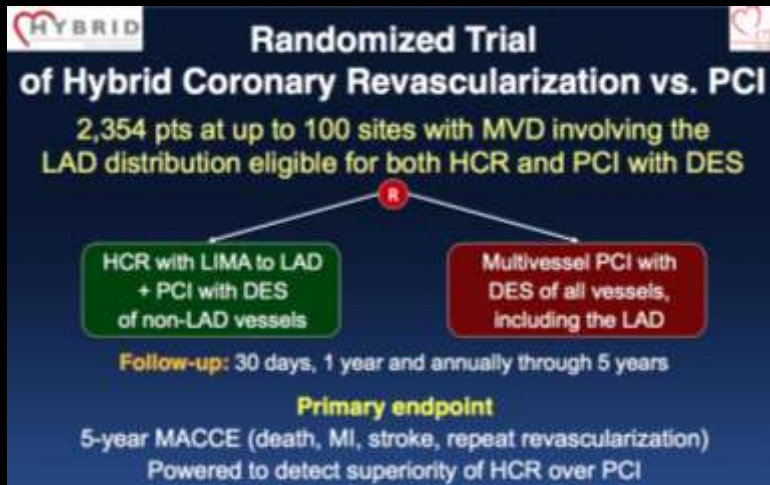 HYBRID
Randomized Trial
of Hybrid Coronary Revascularization vs. PCI
2,354 pts at up to 100 sites with MVD involving the
LAD distribution eligible for both HCR and PCI with DES
R
HCR with LIMA to LAD
+ PCI with DES
of non-LAD vessels
Multivessel PCI with
DES of all vessels,
including the LAD
Follow-up: 30 days, 1 year and annually through 5 years
Primary endpoint
5-year MACCE (death, MI, stroke, repeat revascularization)
Powered to detect superiority of HCR over PCI